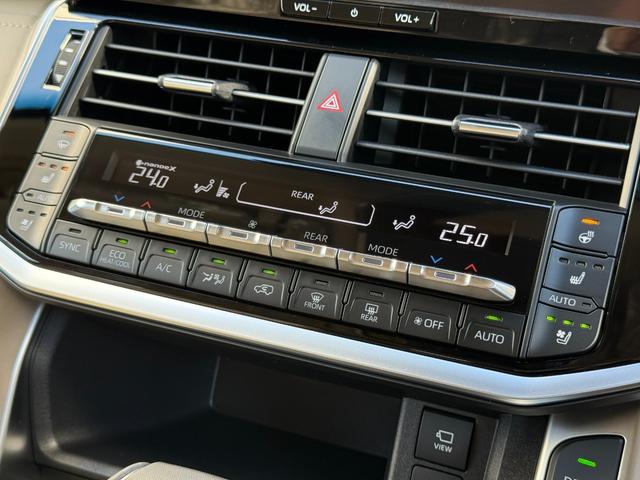 VOL- VOL+
nanoeX
24.0 REAR 25.0
MODE REAR MODE
AUTO
SYNC ECO HEAT/COOL A/C FRONT REAR OFF AUTO
VIEW